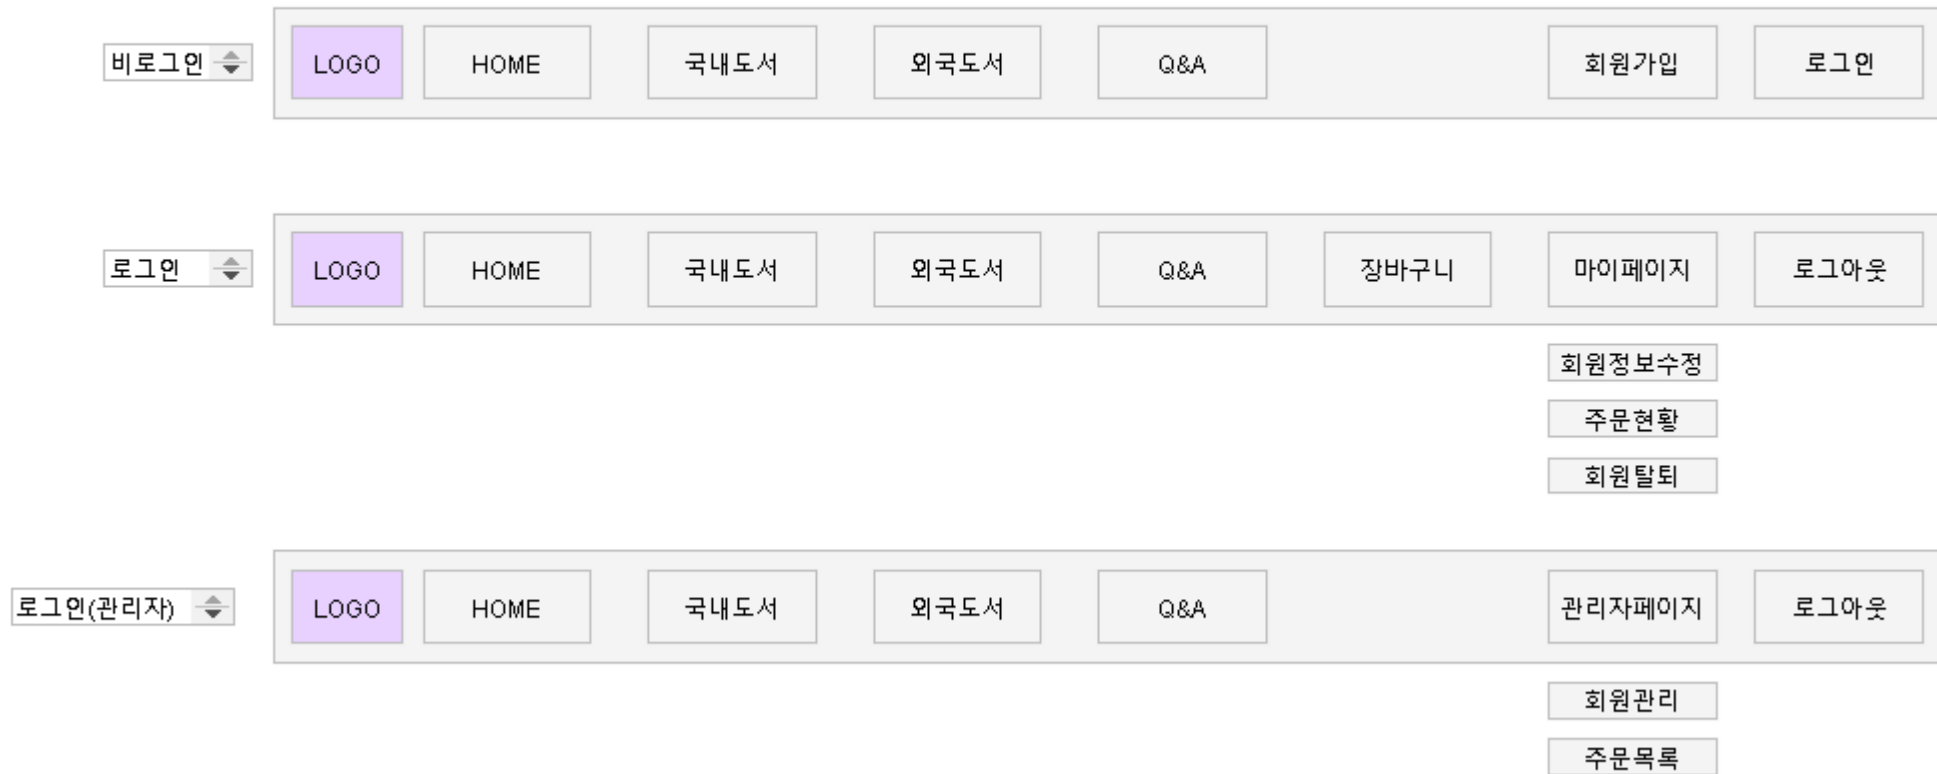 비로그인 LOGO HOME 국내도서 외국도서 Q&A 회원가입 로그인
로그인 LOGO HOME 국내도서 외국도서 Q&A 장바구니 마이페이지 로그아웃
회원정보수정
주문현황
회원탈퇴
로그인(관리자) LOGO HOME 국내도서 외국도서 Q&A 관리자페이지 로그아웃
회원관리
주문목록